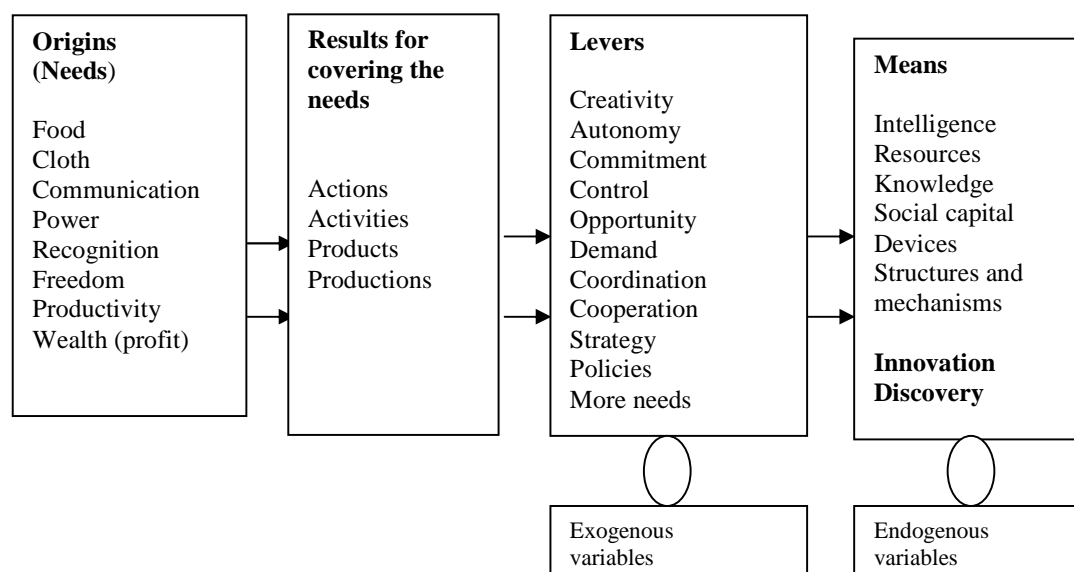 Origins
(Needs)
Food
Cloth
Communication
Power
Recognition
Freedom
Productivity
Wealth (profit)
Results for
covering the
needs
Actions
Activities
Products
Productions
Levers
Creativity
Autonomy
Commitment
Control
Opportunity
Demand
Coordination
Cooperation
Strategy
Policies
More needs
Means
Intelligence
Resources
Knowledge
Social capital
Devices
Structures and
mechanisms
Innovation
Discovery
Exogenous
variables
Endogenous
variables